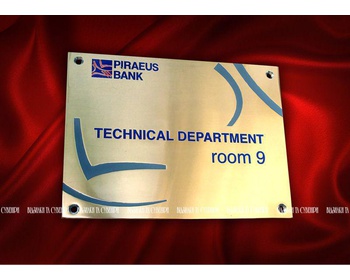 PIRAEUS
BANK
TECHNICAL DEPARTMENT
room 9